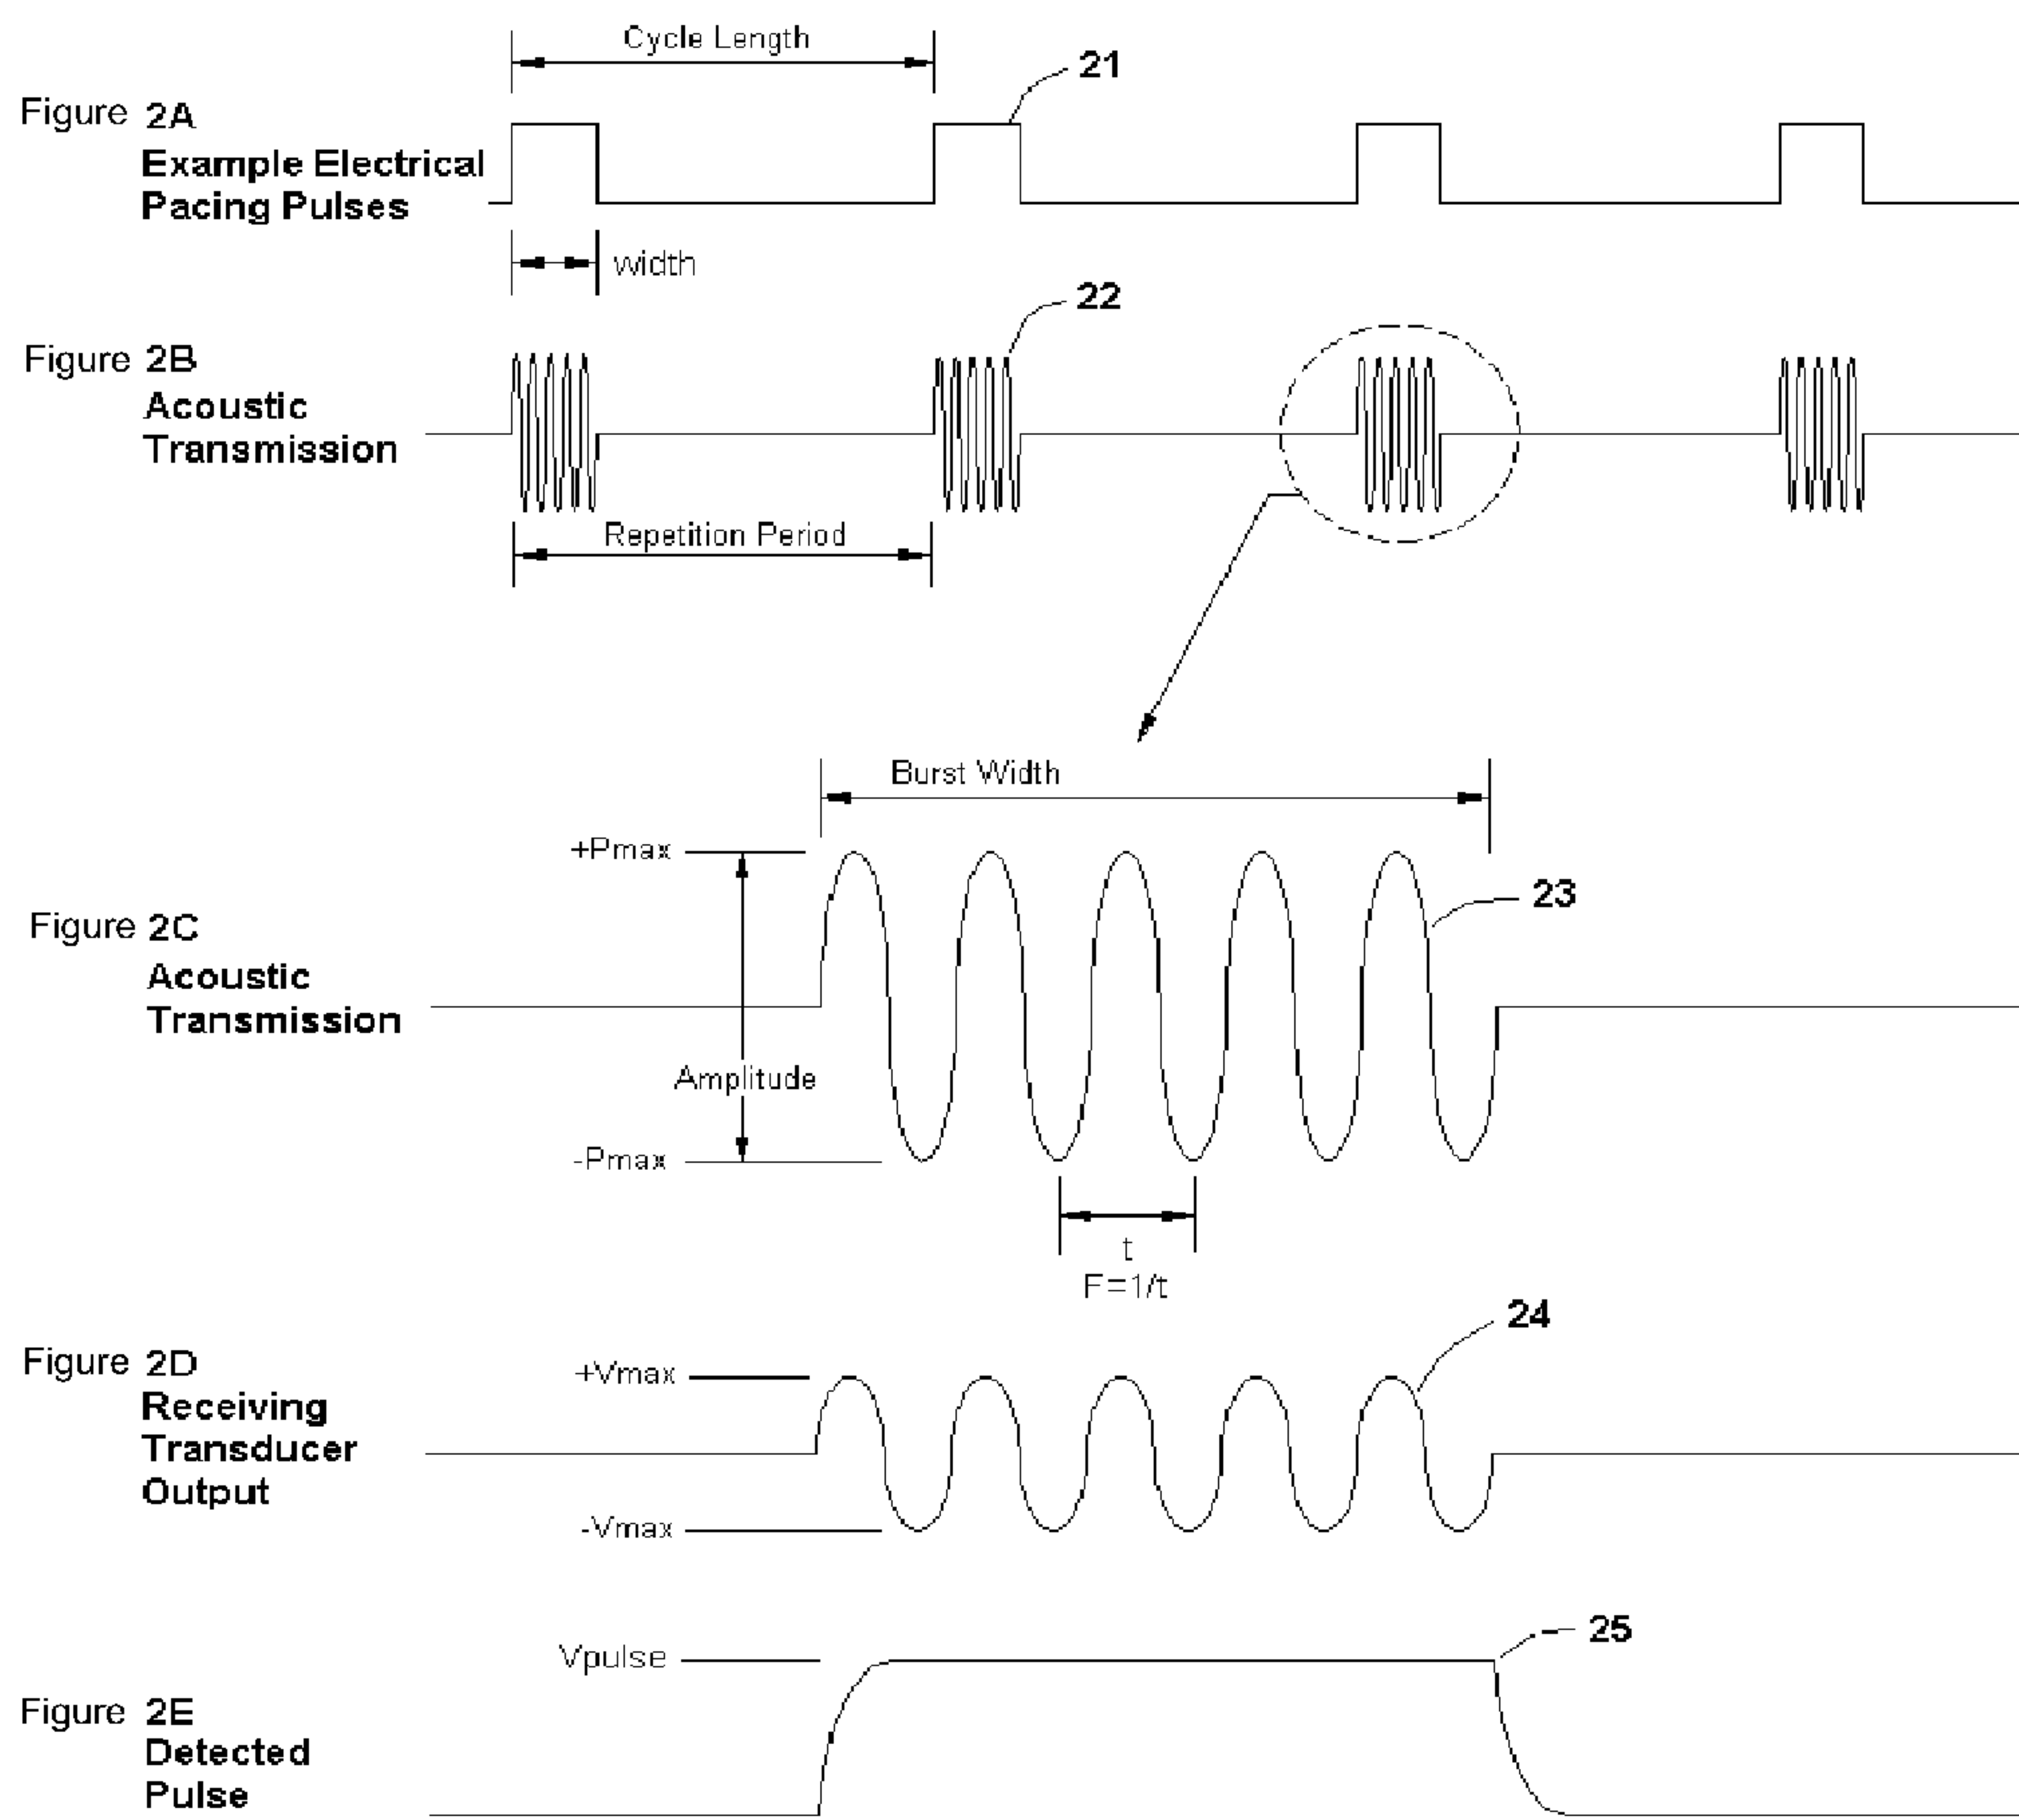 Cycle Length
21
Figure 2A
Example Electrical
Pacing Pulses
width
22
Figure 2B
Acoustic
Transmission
Repetition Period
Burst Width
+Pmax
23
Figure 2C
Acoustic
Transmission
Amplitude
-Pmax
t
F=1/t
24
Figure 2D
+Vmax
Receiving
Transducer
Output
-Vmax
25
Vpulse
Figure 2E
Detected
Pulse